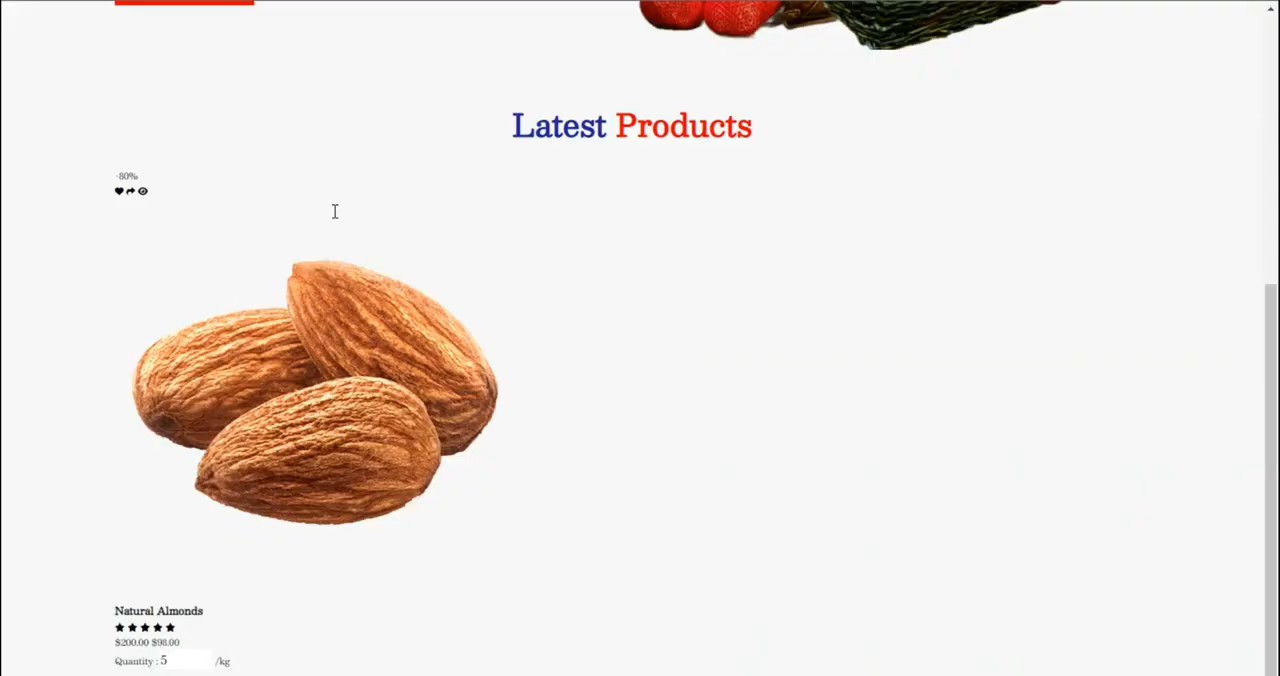 Latest Products
-80%
Natural Almonds
$200.00 $98.00
Quantity : 5 /kg